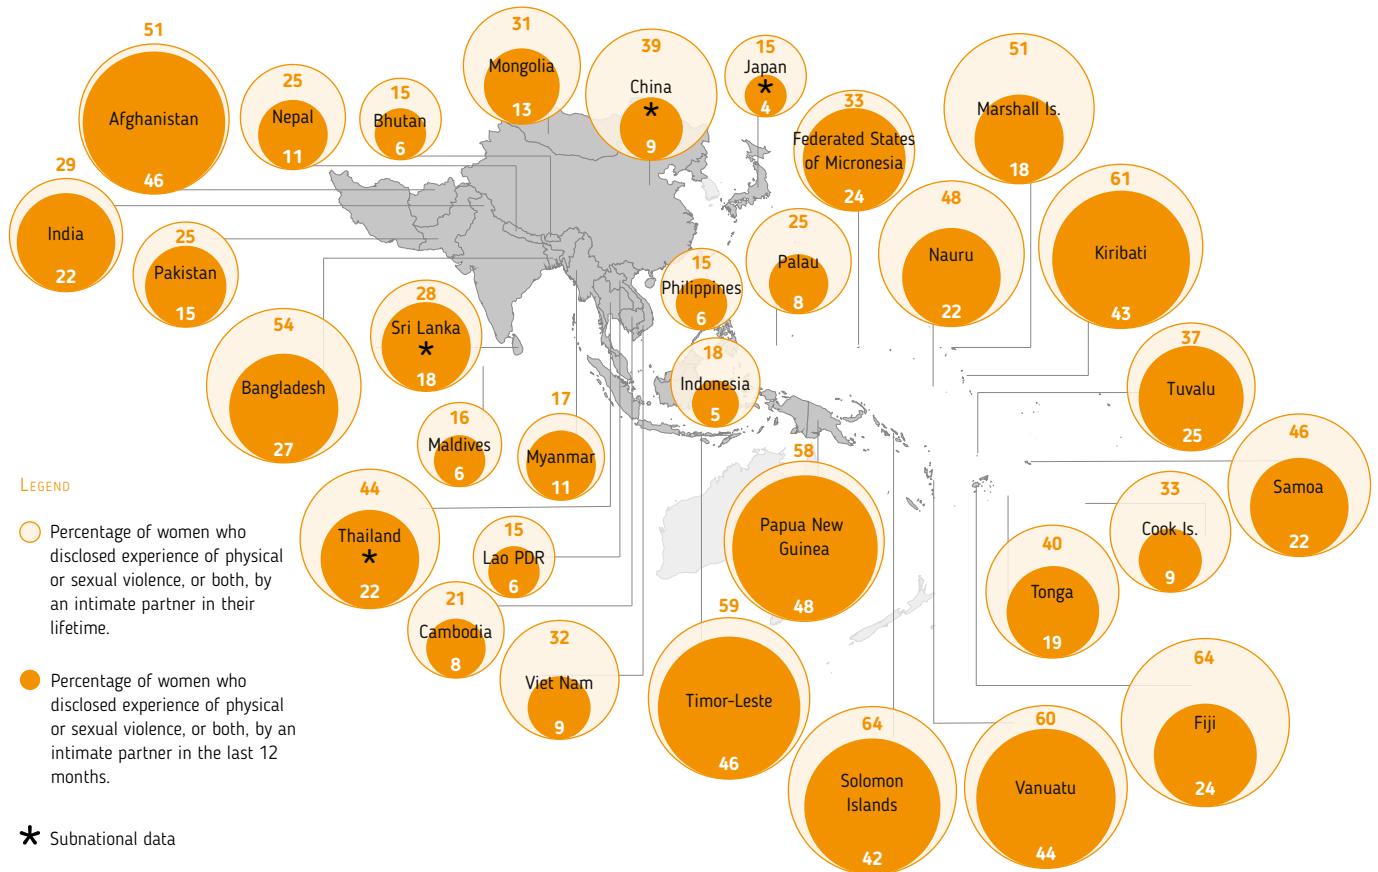 51
Afghanistan
46
25
Nepal
11
15
Bhutan
6
31
Mongolia
13
39
China
*
9
15
Japan
*
4
33
Federated States
of Micronesia
24
51
Marshall Is.
18
29
India
22
25
Pakistan
15
28
Sri Lanka
*
18
15
Philippines
6
25
Palau
8
48
Nauru
22
61
Kiribati
43
54
Bangladesh
27
16
Maldives
6
17
Myanmar
11
18
Indonesia
5
37
Tuvalu
25
46
Samoa
22
44
Thailand
*
22
15
Lao PDR
6
58
Papua New
Guinea
48
33
Cook Is.
9
40
Tonga
19
21
Cambodia
8
32
Viet Nam
9
59
Timor-Leste
46
64
Solomon
Islands
42
60
Vanuatu
44
64
Fiji
24
LEGEND
Percentage of women who
disclosed experience of physical
or sexual violence, or both, by
an intimate partner in their
lifetime.
Percentage of women who
disclosed experience of physical
or sexual violence, or both, by an
intimate partner in the last 12
months.
* Subnational data